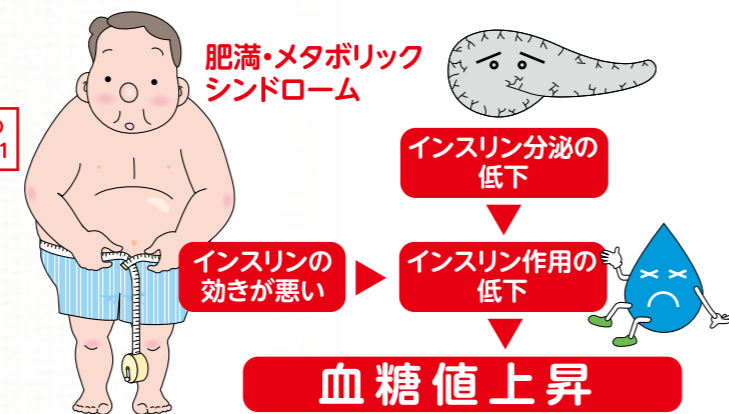 肥満・メタボリック
シンドローム
の
1
インスリン分泌の
低下
インスリンの
効きが悪い
インスリン作用の
低下
血糖値上昇